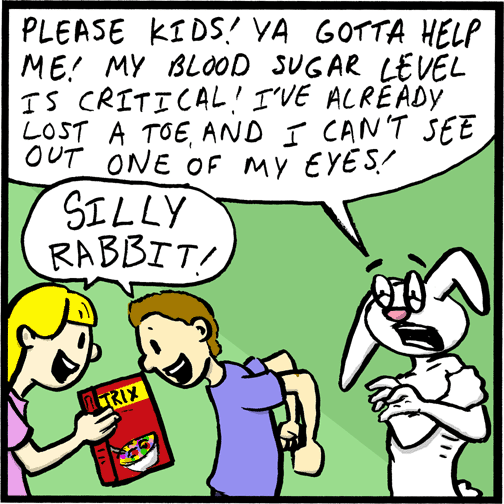 PLEASE KIDS! YA GOTTA HELP
ME! MY BLOOD SUGAR LEVEL
IS CRITICAL! I'VE ALREADY
LOST A TOE, AND I CAN'T SEE
OUT ONE OF MY EYES!
SILLY
RABBIT!
TRIX